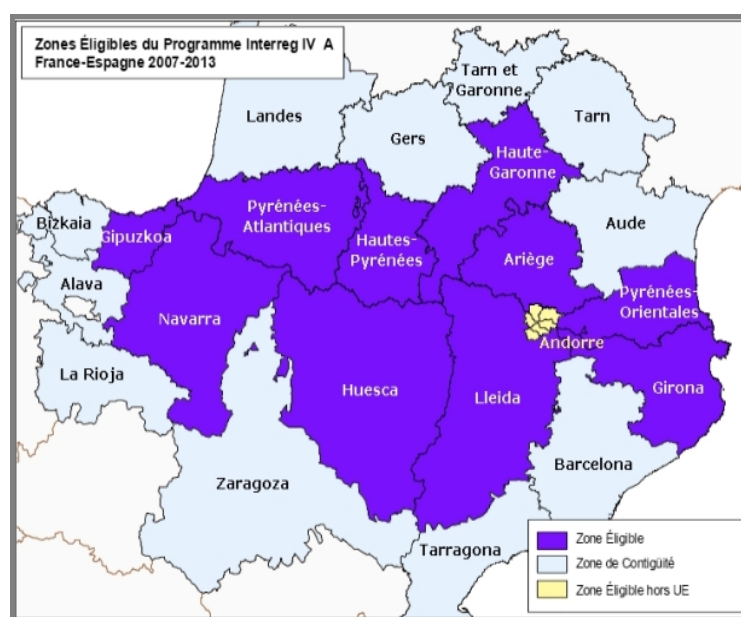 Zones Éligibles du Programme Interreg IV A
France-Espagne 2007-2013
Tarn et
Garonne
Landes
Gers
Tarn
Haute-
Garonne
Pyrénées-
Atlantiques
Bizkaia
Gipuzkoa
Hautes-
Pyrénées
Aude
Ariège
Alava
Pyrénées-
Orientales
Navarra
Andorre
La Rioja
Huesca
Lleida
Girona
Barcelona
Zaragoza
Tarragona
Zone Éligible
Zone de Contigüité
Zone Éligible hors UE